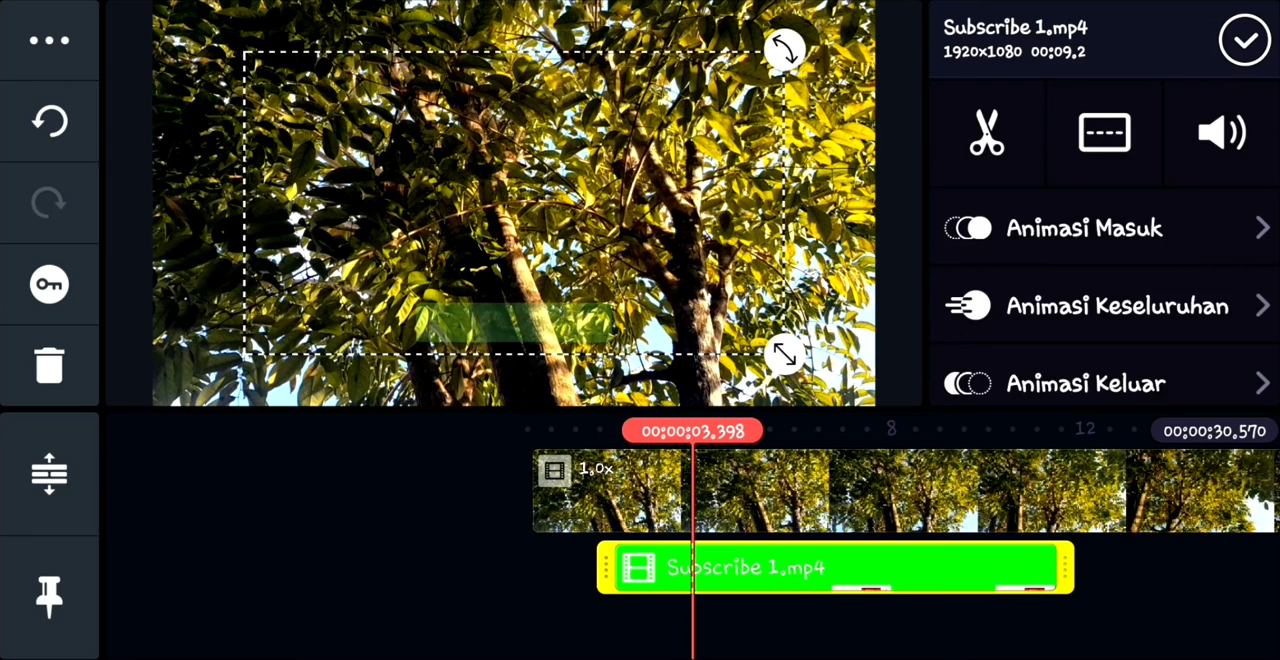 Subscribe 1.mp4
1920x1080 00:09.2
Animasi Masuk
Animasi Keseluruhan
Animasi Keluar
00:00:03.398
8
12
00:00:30.570
1.0x
Subscribe 1.mp4